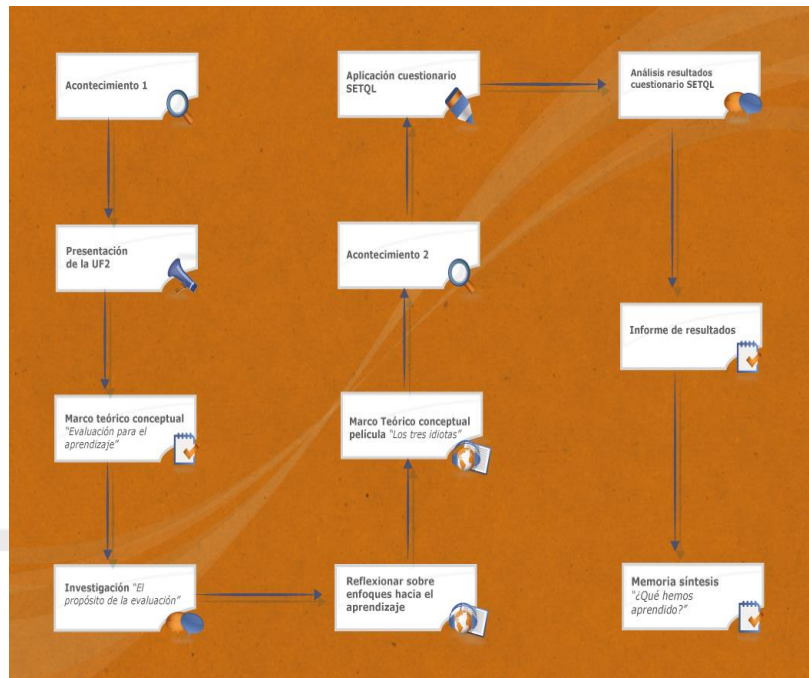 Acontecimiento 1
Presentación
de la UF2
Marco teórico conceptual
"Evaluación para el
aprendizaje"
Investigación "El
propósito de la evaluación"
Reflexionar sobre
enfoques hacia el
aprendizaje
Marco Teórico conceptual
película "Los tres idiotas"
Acontecimiento 2
Aplicación cuestionario
SETQL
Análisis resultados
cuestionario SETQL
Informe de resultados
Memoria síntesis
"¿Qué hemos
aprendido?"